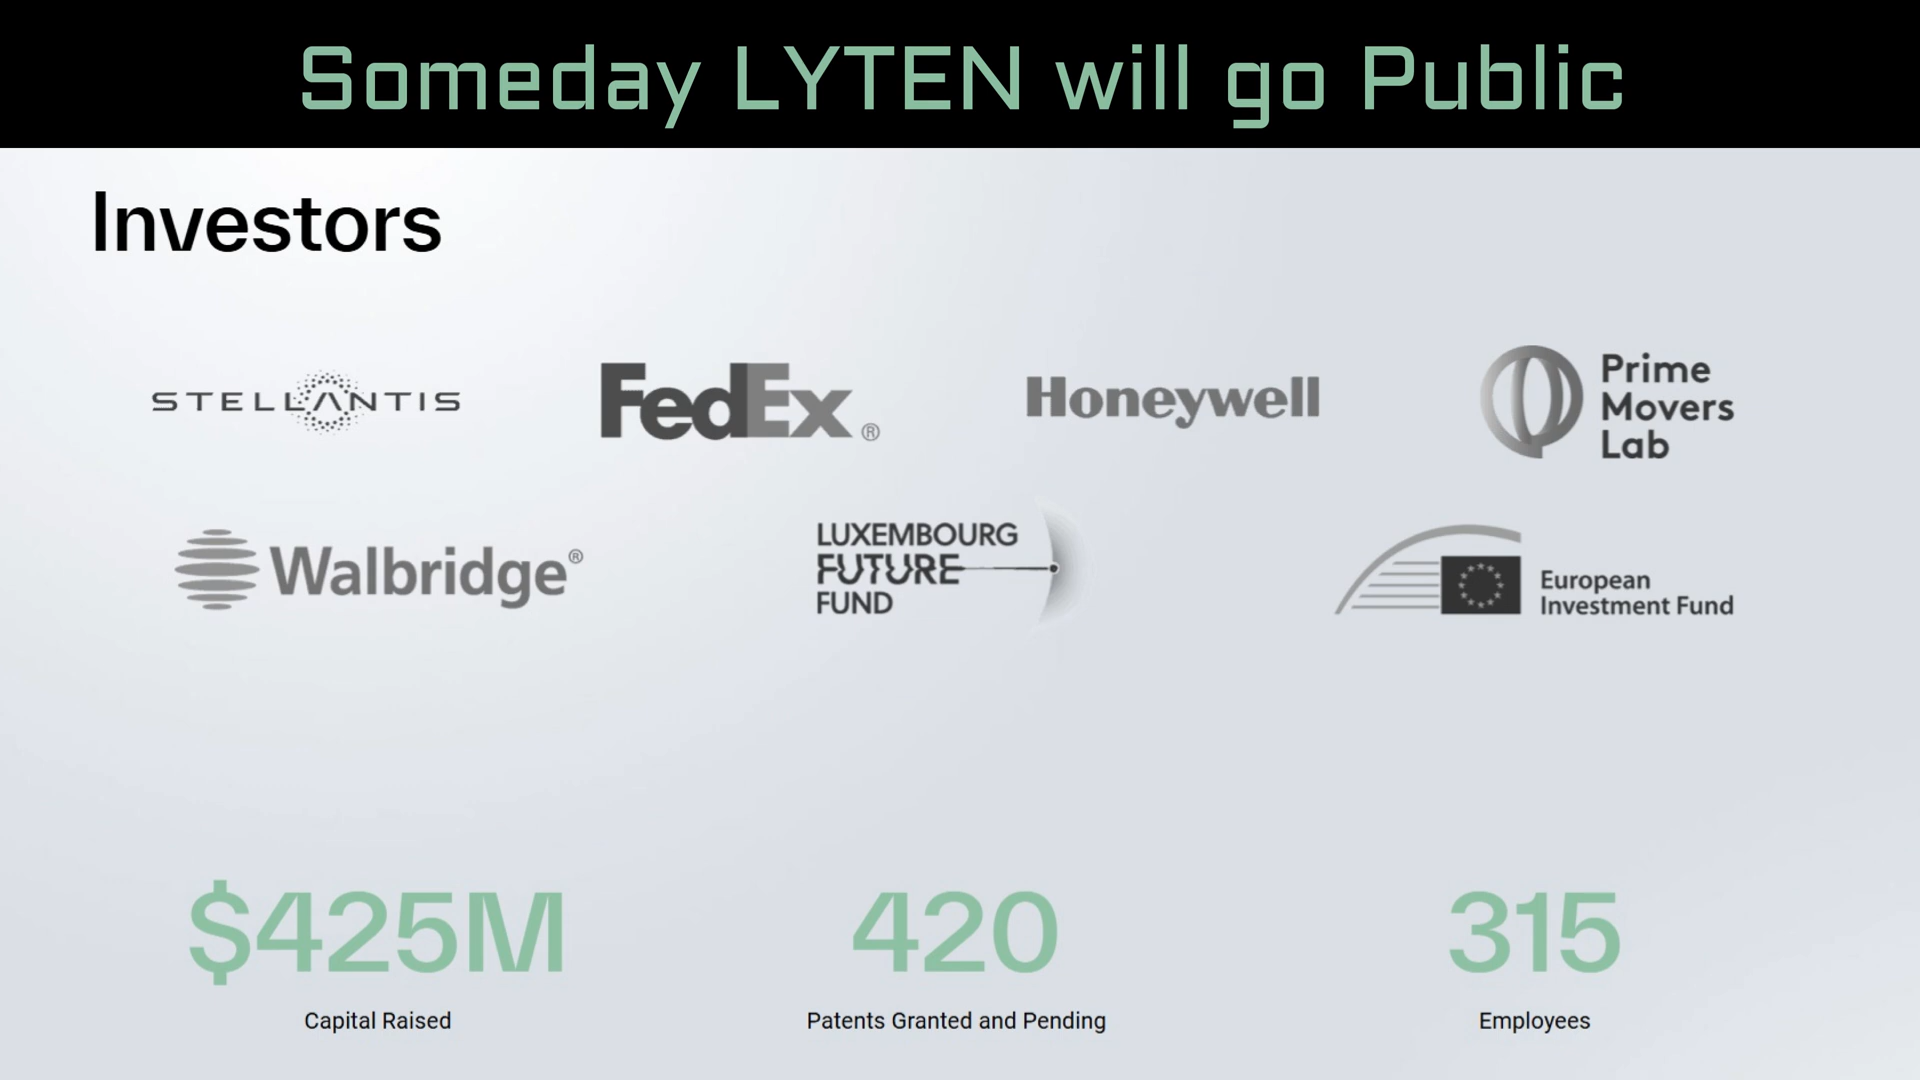 Someday LYTEN will go Public
Investors
STELLANTIS
FedEx®
Honeywell
Prime
Movers
Lab
Walbridge®
LUXEMBOURG
FUTURE
FUND
European
Investment Fund
$425M
Capital Raised
420
Patents Granted and Pending
315
Employees